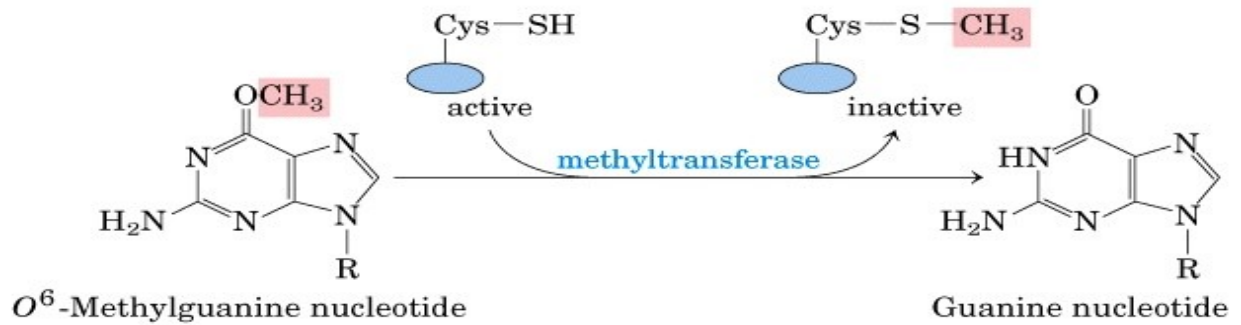 Cys—SH
Cys—S—CH₃
active
inactive
OCH₃
N
N
H₂N
N
N
R
methyltransferase
O
HN
N
H₂N
N
N
R
O⁶-Methylguanine nucleotide
Guanine nucleotide